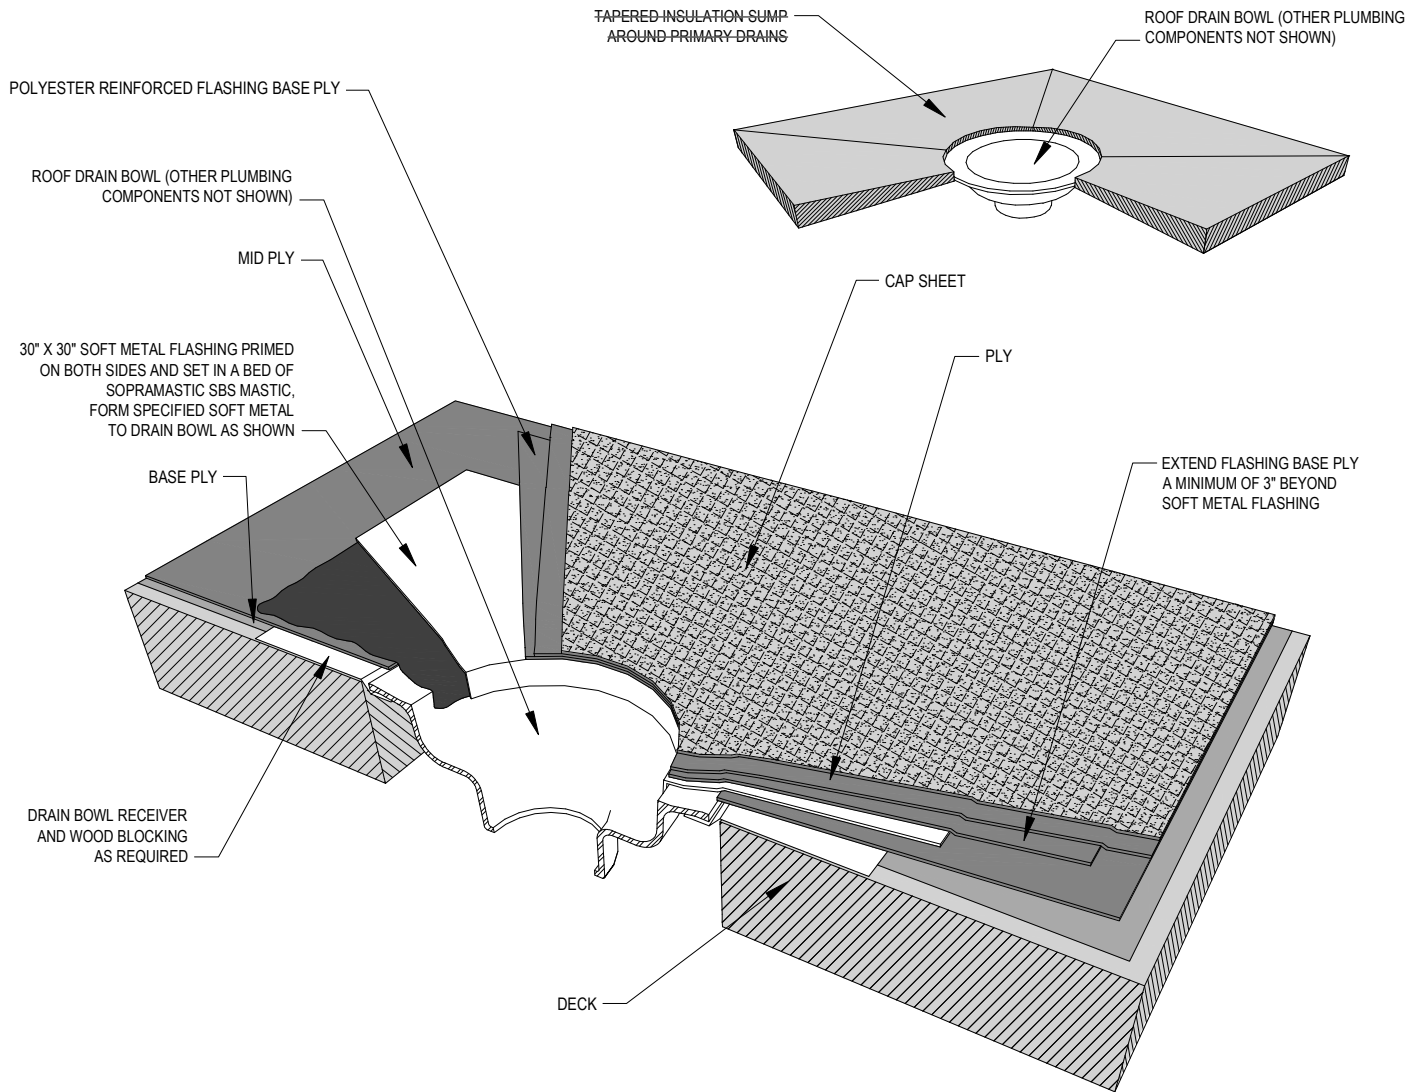 TAPERED INSULATION SUMP
AROUND PRIMARY DRAINS
ROOF DRAIN BOWL (OTHER PLUMBING
COMPONENTS NOT SHOWN)
POLYESTER REINFORCED FLASHING BASE PLY
ROOF DRAIN BOWL (OTHER PLUMBING
COMPONENTS NOT SHOWN)
MID PLY
CAP SHEET
30" X 30" SOFT METAL FLASHING PRIMED
ON BOTH SIDES AND SET IN A BED OF
SOPRAMASTIC SBS MASTIC,
FORM SPECIFIED SOFT METAL
TO DRAIN BOWL AS SHOWN
PLY
BASE PLY
EXTEND FLASHING BASE PLY
A MINIMUM OF 3" BEYOND
SOFT METAL FLASHING
DRAIN BOWL RECEIVER
AND WOOD BLOCKING
AS REQUIRED
DECK